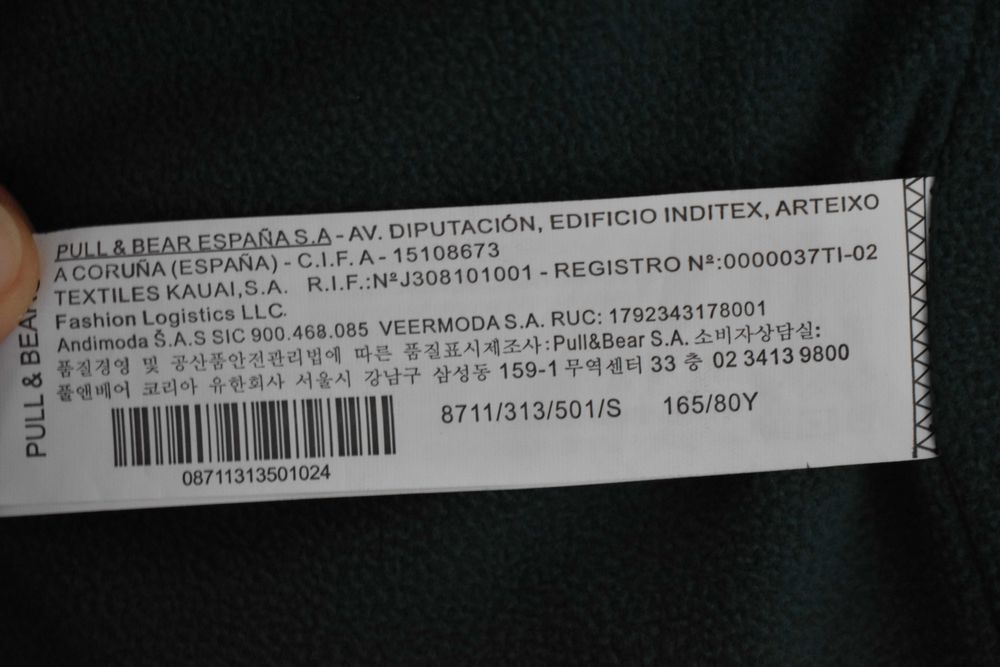 PULL & BEAR ESPAÑA S.A - AV. DIPUTACIÓN, EDIFICIO INDITEX, ARTEIXO
A CORUÑA (ESPAÑA) - C.I.F. A - 15108673
TEXTILES KAUAI,S.A. R.I.F.:NºJ308101001 - REGISTRO Nº:0000037TI-02
Fashion Logistics LLC.
Andimoda S.A.S SIC 900.468.085 VEERMODA S.A. RUC: 1792343178001
품질경영 및 공산품안전관리법에 따른 품질표시제조사:Pull&Bear S.A. 소비자상담실:
풀앤베어 코리아 유한회사 서울시 강남구 삼성동 159-1 무역센터 33 층 02 3413 9800
8711/313/501/S 165/80Y
08711313501024
PULL & BEAR